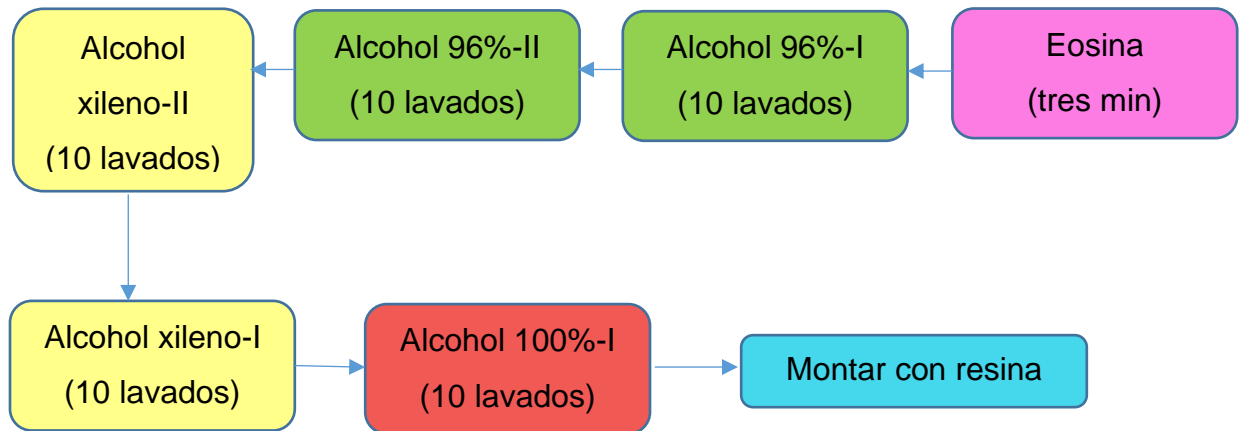 Alcohol
xileno-II
(10 lavados)
Alcohol 96%-II
(10 lavados)
Alcohol 96%-I
(10 lavados)
Eosina
(tres min)
Alcohol xileno-I
(10 lavados)
Alcohol 100%-I
(10 lavados)
Montar con resina